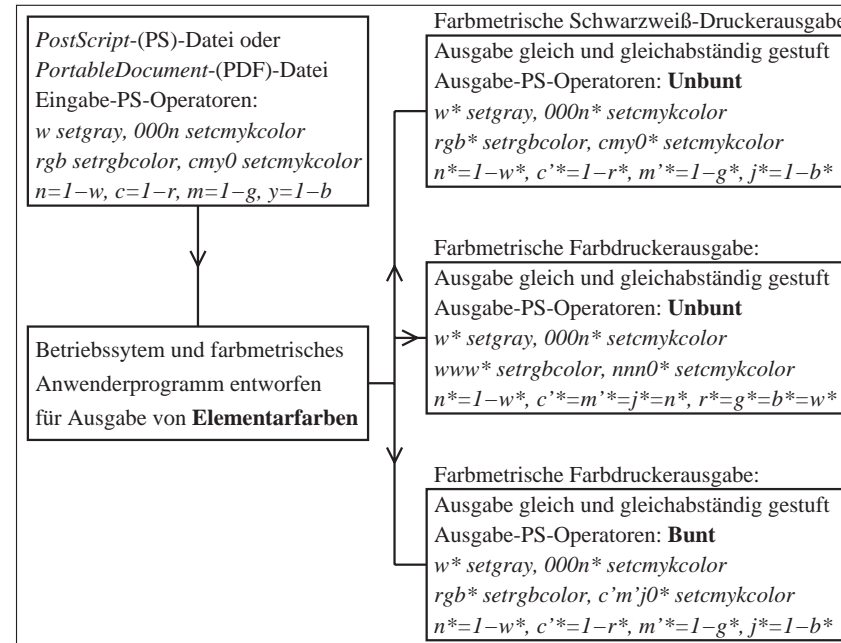 PostScript-(PS)-Datei oder
PortableDocument-(PDF)-Datei
Eingabe-PS-Operatoren:
w setgray, 000n setcmykcolor
rgb setrgbcolor, cmy0 setcmykcolor
n=1−w, c=1−r, m=1−g, y=1−b
Betriebssytem und farbmetrisches
Anwenderprogramm entworfen
für Ausgabe von Elementarfarben
Farbmetrische Schwarzweiß-Druckerausgabe
Ausgabe gleich und gleichabständig gestuft
Ausgabe-PS-Operatoren: Unbunt
w* setgray, 000n* setcmykcolor
rgb* setrgbcolor, cmy0* setcmykcolor
n*=1−w*, c’*=1−r*, m’*=1−g*, j*=1−b*
Farbmetrische Farbdruckerausgabe:
Ausgabe gleich und gleichabständig gestuft
Ausgabe-PS-Operatoren: Unbunt
w* setgray, 000n* setcmykcolor
www* setrgbcolor, nnn0* setcmykcolor
n*=1−w*, c’*=m’*=j*=n*, r*=g*=b*=w*
Farbmetrische Farbdruckerausgabe:
Ausgabe gleich und gleichabständig gestuft
Ausgabe-PS-Operatoren: Bunt
w* setgray, 000n* setcmykcolor
rgb* setrgbcolor, c'm'j0* setcmykcolor
n*=1−w*, c’*=1−r*, m’*=1−g*, j*=1−b*